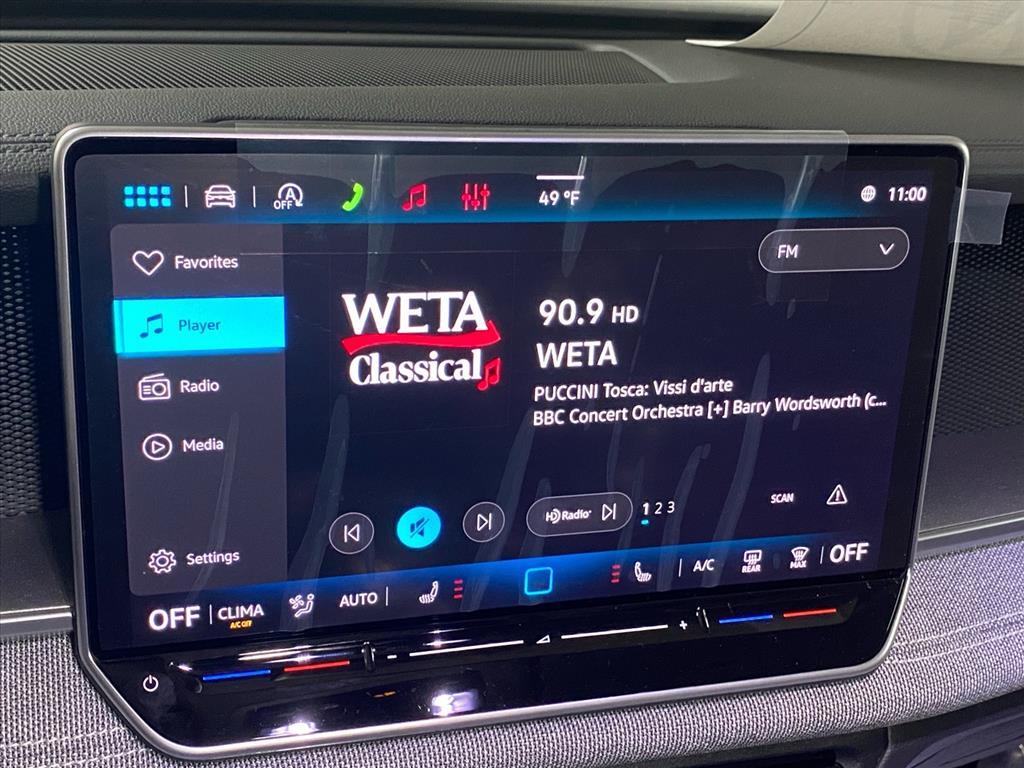 A
OFF
49 °F
11:00
Favorites
FM
WETA
Classical
90.9 HD
WETA
PUCCINI Tosca: Vissi d'arte
BBC Concert Orchestra [+] Barry Wordsworth (c...
Player
Radio
Media
Settings
HD Radio
1 2 3
SCAN
OFF
CLIMA
A/C OFF
AUTO
A/C
REAR
MAX
OFF
- +